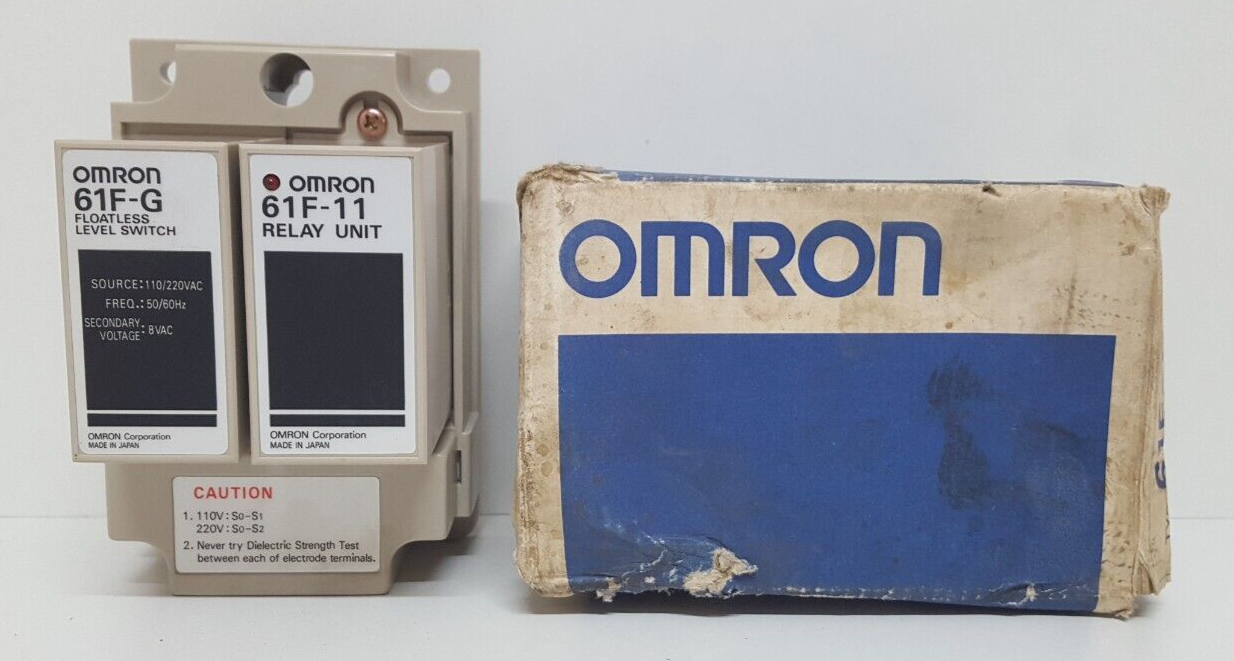 OMRON
61F-G
FLOATLESS
LEVEL SWITCH
SOURCE: 110/220VAC
FREQ.: 50/60Hz
SECONDARY
VOLTAGE: 8VAC
OMRON Corporation
MADE IN JAPAN
OMRON
61F-11
RELAY UNIT
OMRON Corporation
MADE IN JAPAN
CAUTION
1. 110V: S0-S1
220V: S0-S2
2. Never try Dielectric Strength Test
between each of electrode terminals.
OMRON